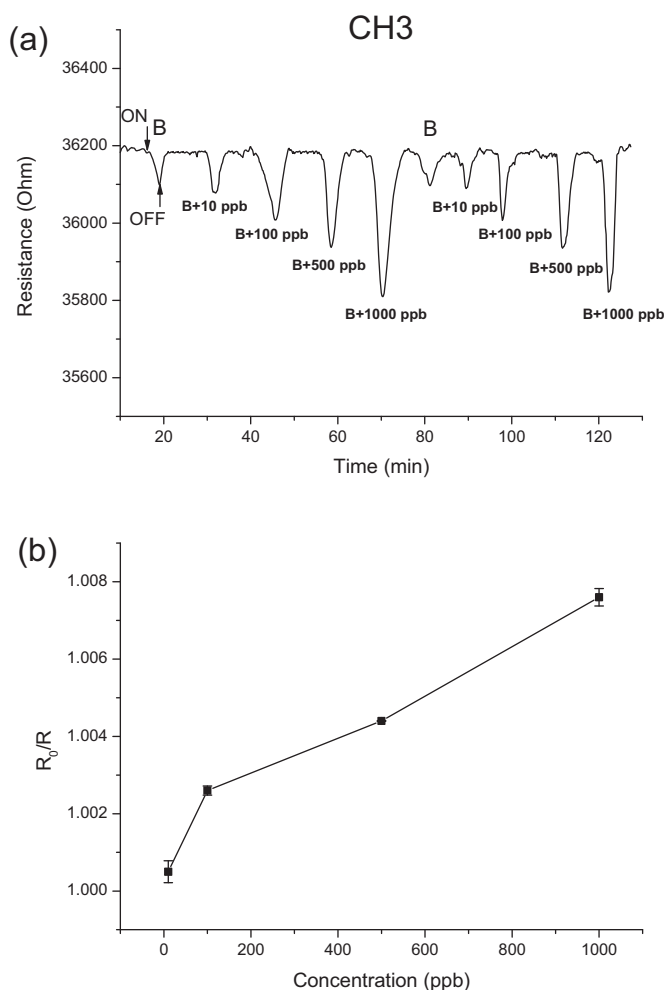 (a)
CH3
36400
36200
36000
35800
35600
Resistance (Ohm)
ON
B
OFF
B+10 ppb
B+100 ppb
B+500 ppb
B+1000 ppb
B
B+10 ppb
B+100 ppb
B+500 ppb
B+1000 ppb
20 40 60 80 100 120
Time (min)
(b)
1.008
1.006
1.004
1.002
1.000
R0/R
0 200 400 600 800 1000
Concentration (ppb)